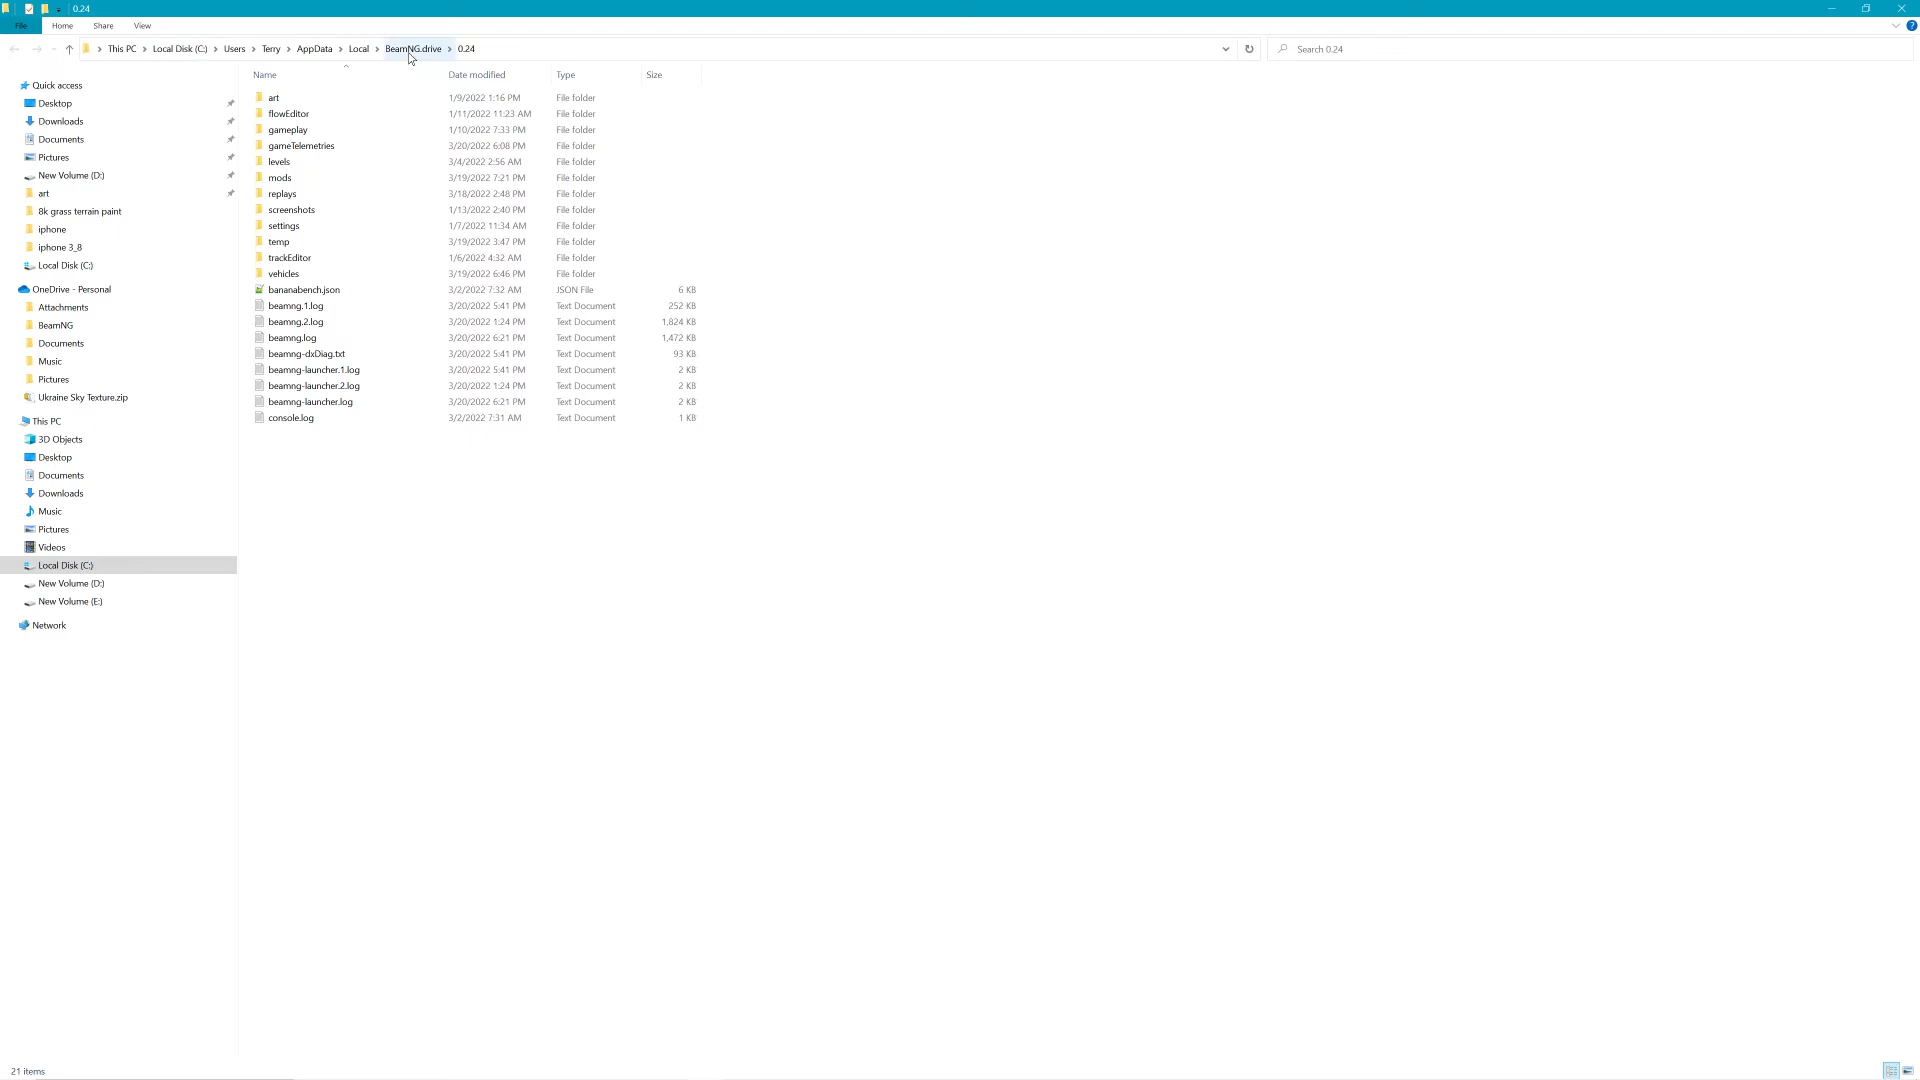 0.24
File Home Share View
This PC Local Disk (C:) Users Terry AppData Local BeamNG.drive 0.24
Search 0.24
Name Date modified Type Size
Quick access
Desktop
Downloads
Documents
Pictures
New Volume (D:)
art
8k grass terrain paint
iphone
iphone 3_8
Local Disk (C:)
OneDrive - Personal
Attachments
BeamNG
Documents
Music
Pictures
Ukraine Sky Texture.zip
This PC
3D Objects
Desktop
Documents
Downloads
Music
Pictures
Videos
Local Disk (C:)
New Volume (D:)
New Volume (E:)
Network
art 1/9/2022 1:16 PM File folder
flowEditor 1/11/2022 11:23 AM File folder
gameplay 1/10/2022 7:33 PM File folder
gameTelemetries 3/20/2022 6:08 PM File folder
levels 3/4/2022 2:56 AM File folder
mods 3/19/2022 7:21 PM File folder
replays 3/18/2022 2:48 PM File folder
screenshots 1/13/2022 2:40 PM File folder
settings 1/7/2022 11:34 AM File folder
temp 3/19/2022 3:47 PM File folder
trackEditor 1/6/2022 4:32 AM File folder
vehicles 3/19/2022 6:46 PM File folder
bananabench.json 3/2/2022 7:32 AM JSON File 6 KB
beamng.1.log 3/20/2022 5:41 PM Text Document 252 KB
beamng.2.log 3/20/2022 1:24 PM Text Document 1,824 KB
beamng.log 3/20/2022 6:21 PM Text Document 1,472 KB
beamng-dxDiag.txt 3/20/2022 5:41 PM Text Document 93 KB
beamng-launcher.1.log 3/20/2022 5:41 PM Text Document 2 KB
beamng-launcher.2.log 3/20/2022 1:24 PM Text Document 2 KB
beamng-launcher.log 3/20/2022 6:21 PM Text Document 2 KB
console.log 3/2/2022 7:31 AM Text Document 1 KB
21 items